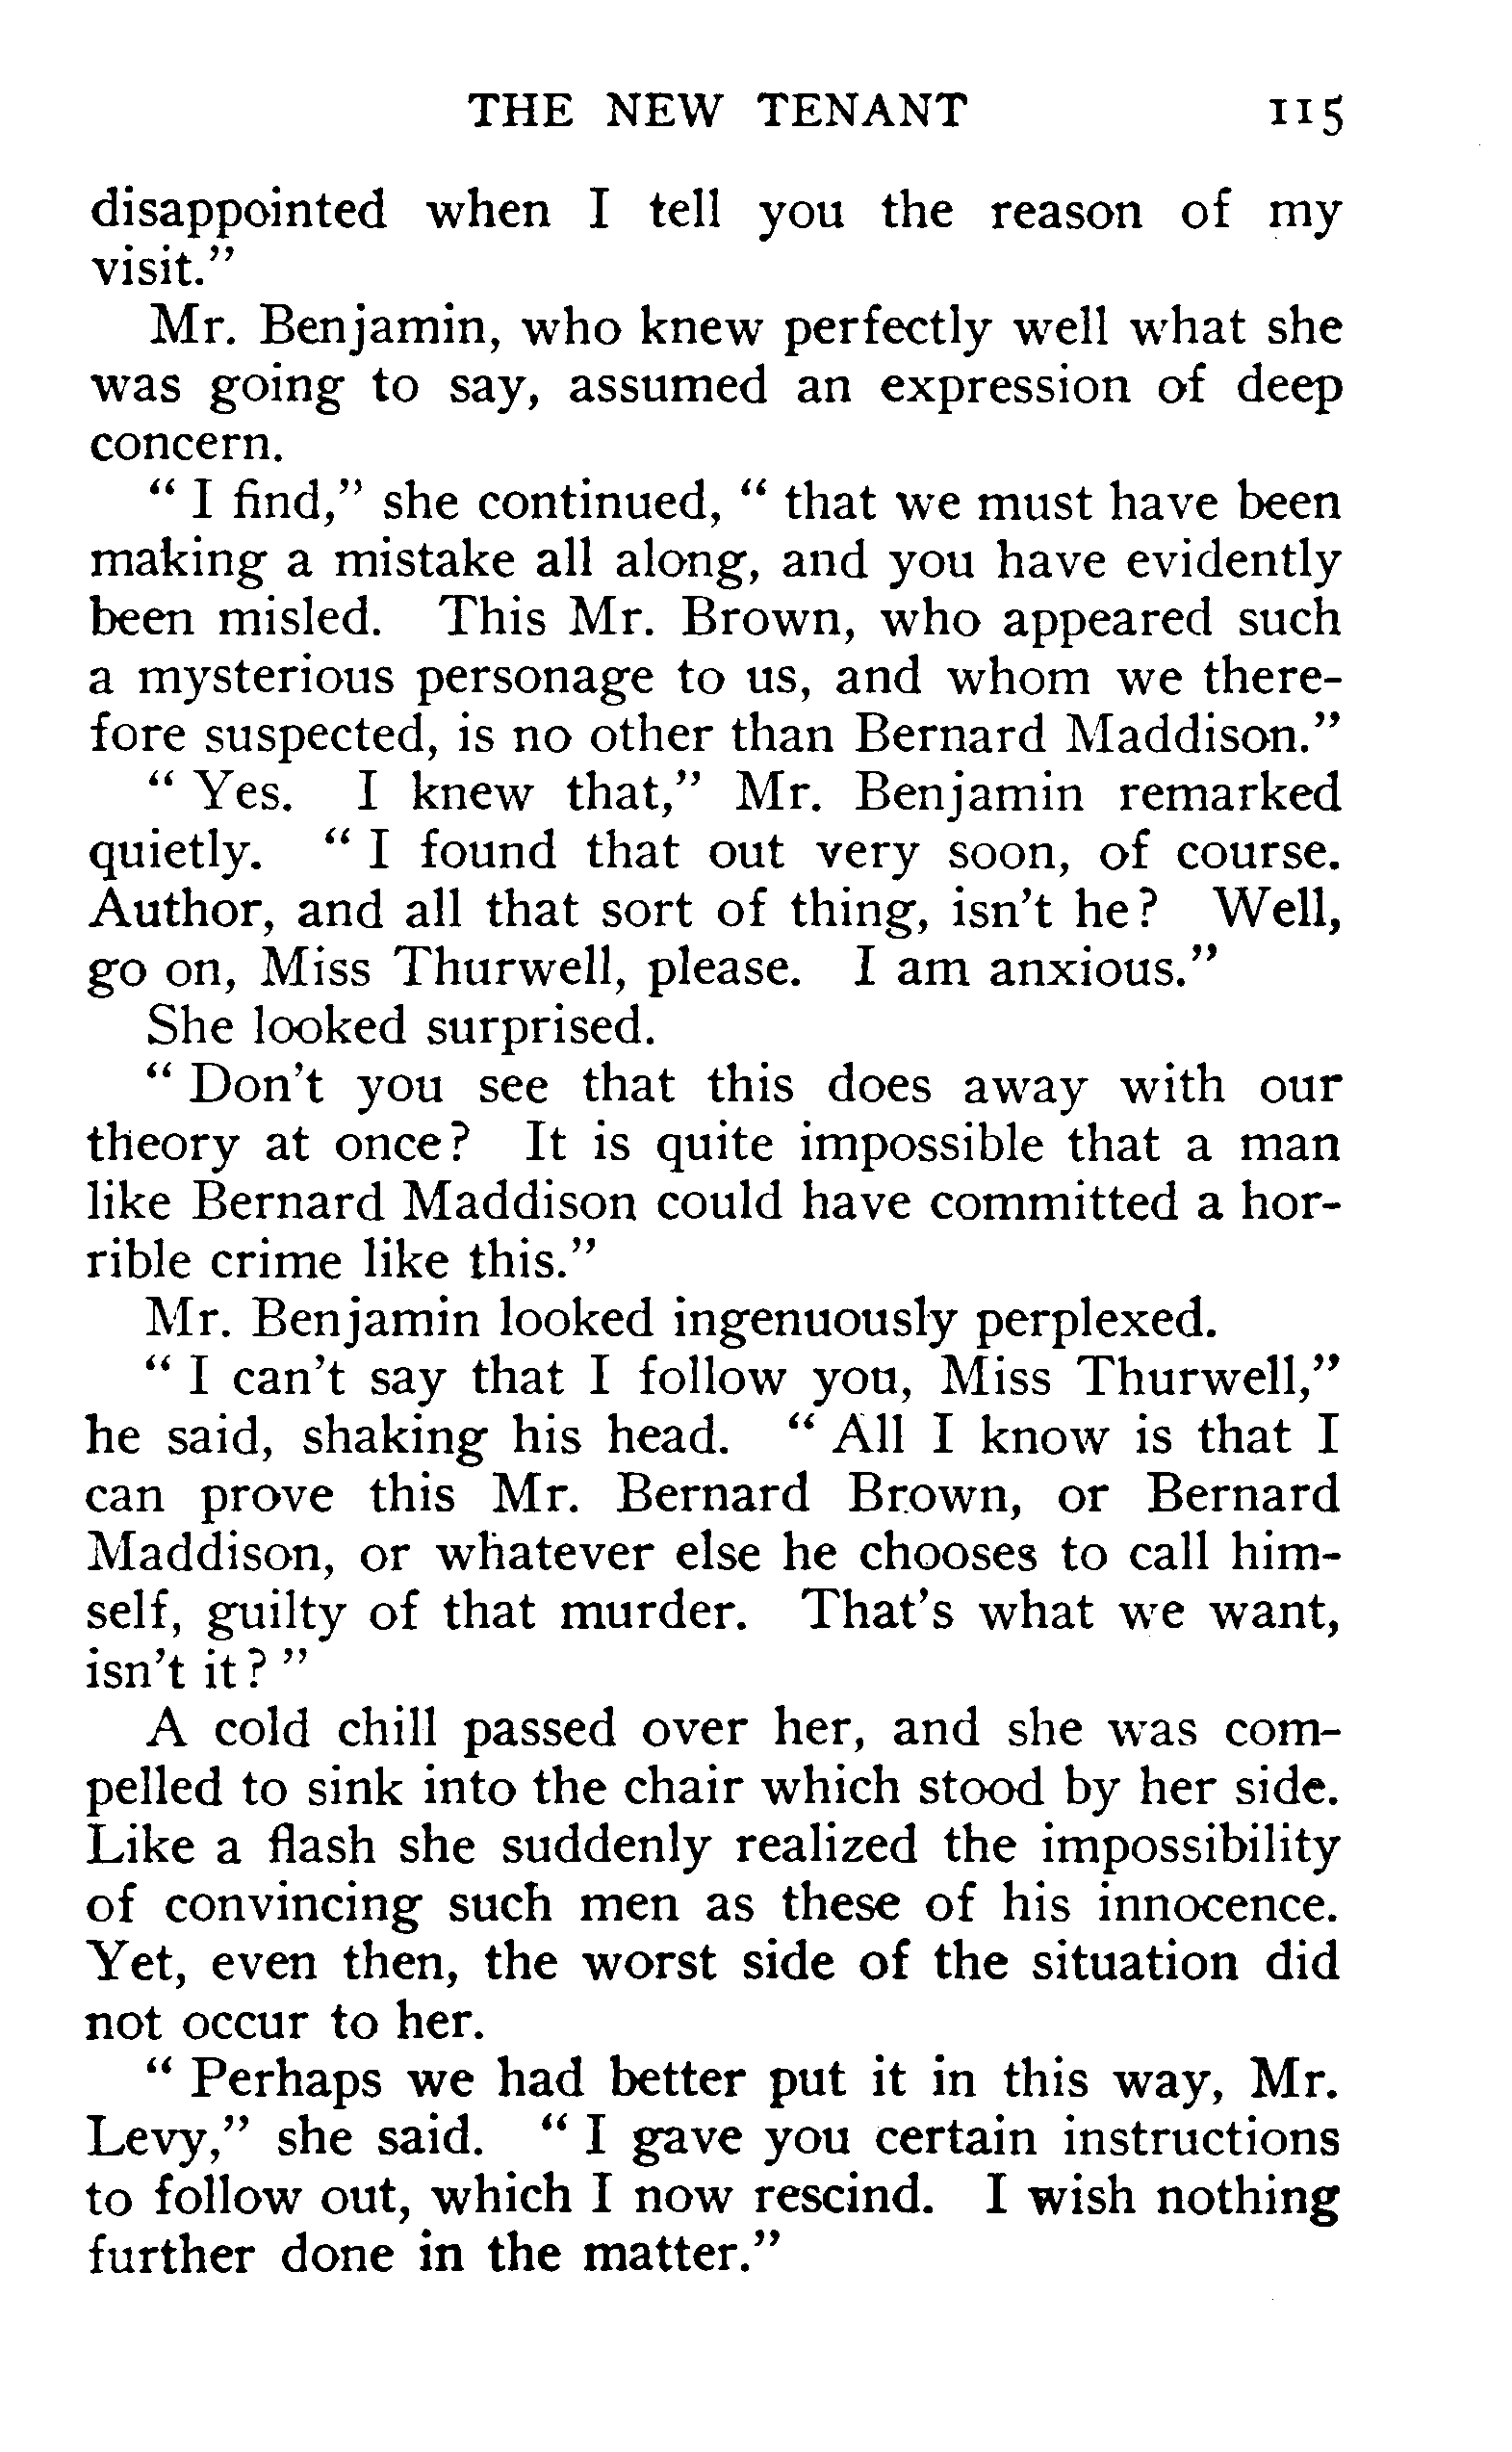 THE NEW TENANT 115
disappointed when I tell you the reason of my
visit."
Mr. Benjamin, who knew perfectly well what she
was going to say, assumed an expression of deep
concern.
" I find," she continued, " that we must have been
making a mistake all along, and you have evidently
been misled. This Mr. Brown, who appeared such
a mysterious personage to us, and whom we there-
fore suspected, is no other than Bernard Maddison."
" Yes. I knew that," Mr. Benjamin remarked
quietly. " I found that out very soon, of course.
Author, and all that sort of thing, isn't he? Well,
go on, Miss Thurwell, please. I am anxious."
She looked surprised.
" Don't you see that this does away with our
theory at once? It is quite impossible that a man
like Bernard Maddison could have committed a hor-
rible crime like this."
Mr. Benjamin looked ingenuously perplexed.
" I can't say that I follow you, Miss Thurwell,"
he said, shaking his head. " All I know is that I
can prove this Mr. Bernard Brown, or Bernard
Maddison, or whatever else he chooses to call him-
self, guilty of that murder. That's what we want,
isn't it? "
A cold chill passed over her, and she was com-
pelled to sink into the chair which stood by her side.
Like a flash she suddenly realized the impossibility
of convincing such men as these of his innocence.
Yet, even then, the worst side of the situation did
not occur to her.
" Perhaps we had better put it in this way, Mr.
Levy," she said. " I gave you certain instructions
to follow out, which I now rescind. I wish nothing
further done in the matter."